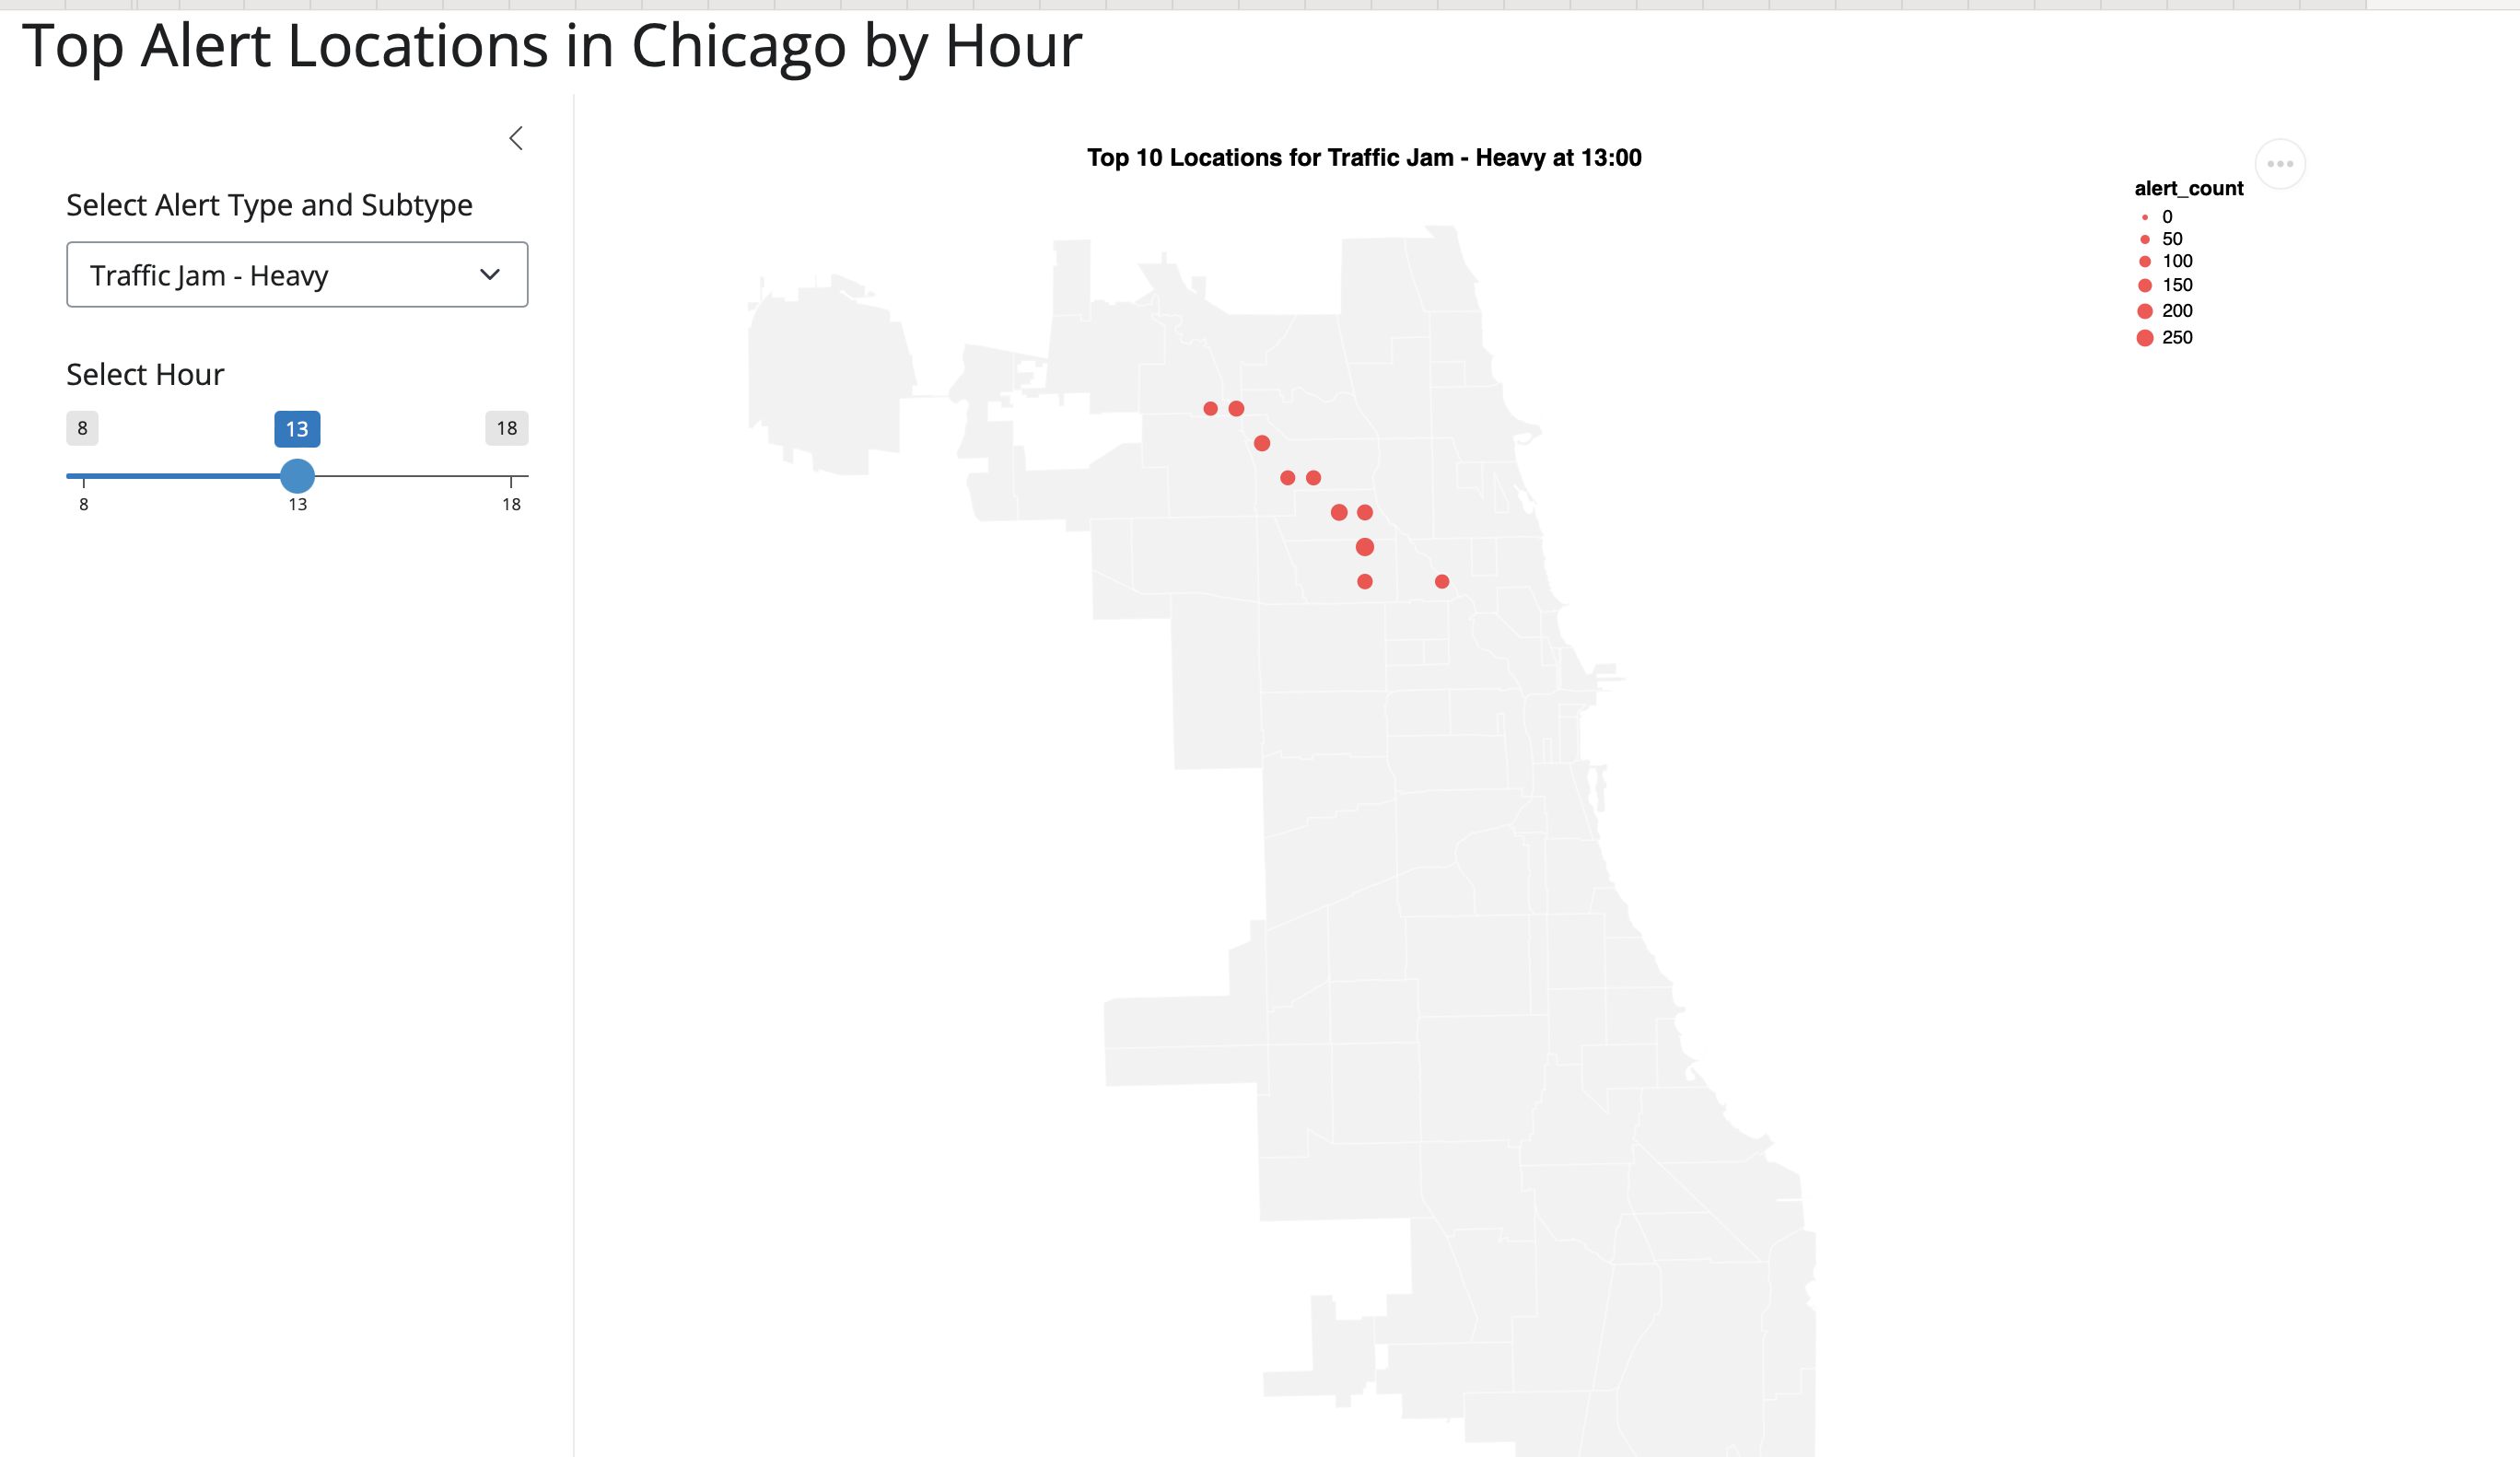 Top Alert Locations in Chicago by Hour
Select Alert Type and Subtype
Traffic Jam - Heavy
Select Hour
8 13 18
8 13 18
Top 10 Locations for Traffic Jam - Heavy at 13:00
alert_count
0
50
100
150
200
250